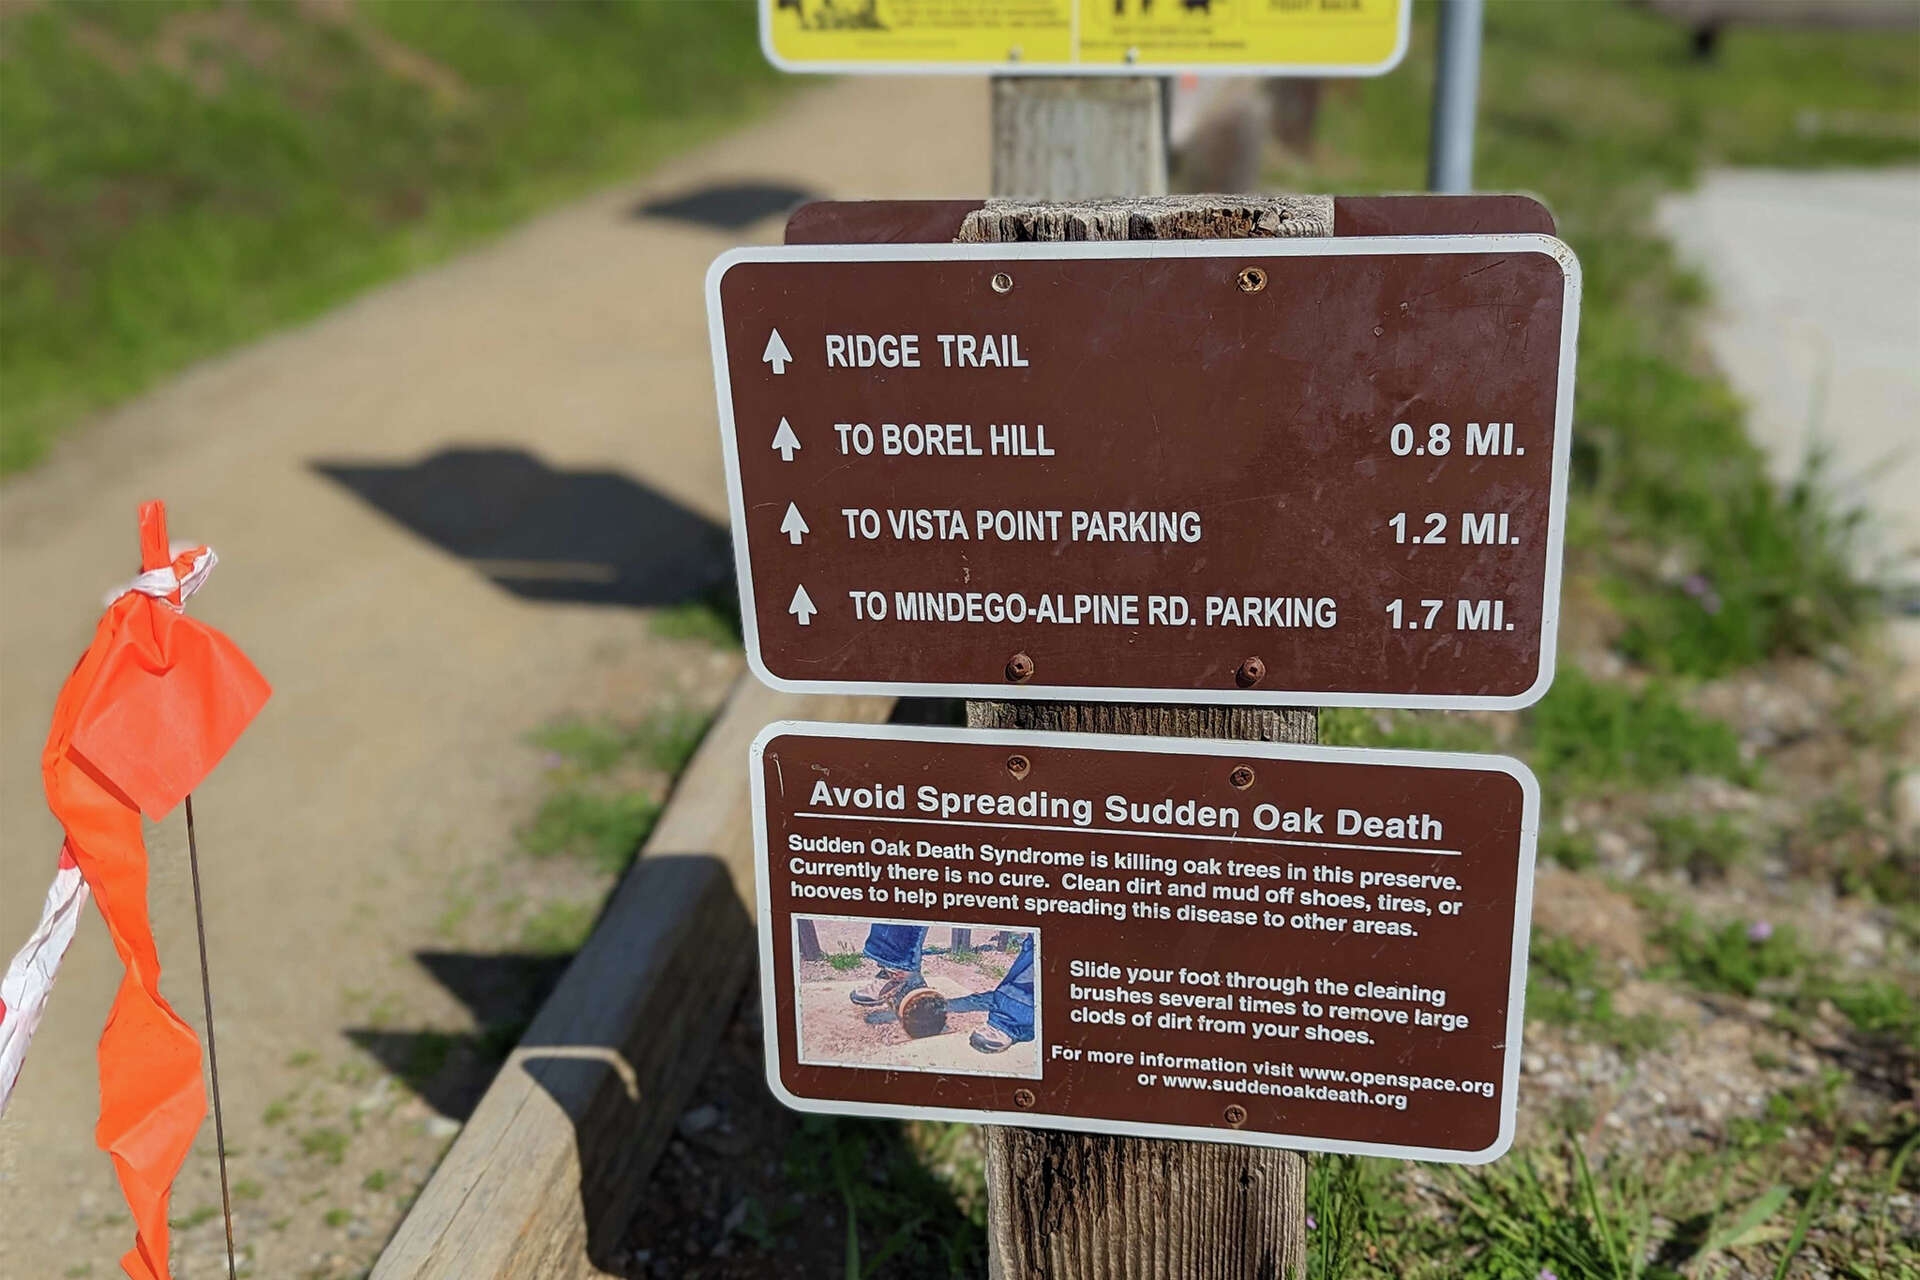 RIDGE TRAIL
TO BOREL HILL 0.8 MI.
TO VISTA POINT PARKING 1.2 MI.
TO MINDEGO-ALPINE RD. PARKING 1.7 MI.
Avoid Spreading Sudden Oak Death
Sudden Oak Death Syndrome is killing oak trees in this preserve.
Currently there is no cure. Clean dirt and mud off shoes, tires, or
hooves to help prevent spreading this disease to other areas.
Slide your foot through the cleaning
brushes several times to remove large
clods of dirt from your shoes.
For more information visit www.openspace.org
or www.suddenoakdeath.org